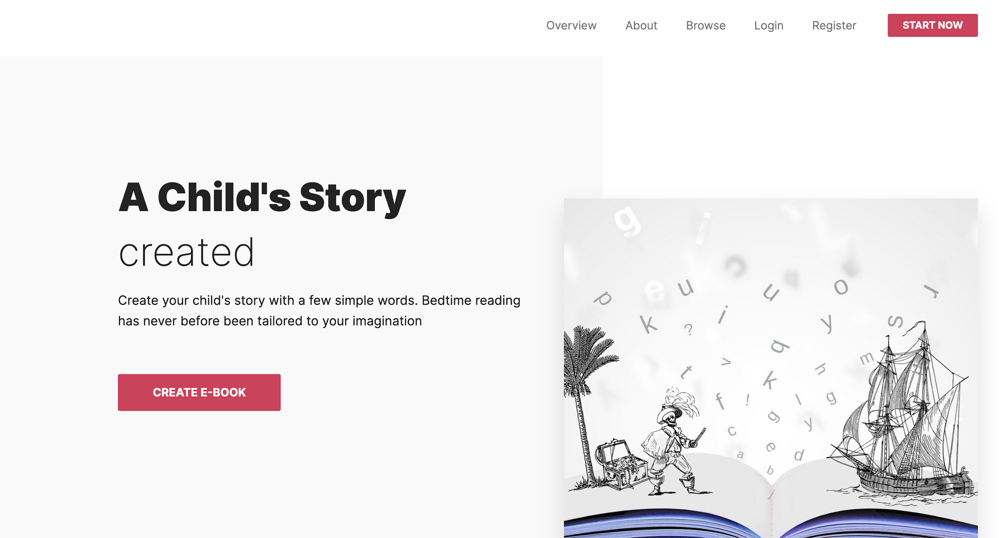 Overview About Browse Login Register START NOW
A Child's Story
created
Create your child's story with a few simple words. Bedtime reading
has never before been tailored to your imagination
CREATE E-BOOK
g
i
e u n o r
p
k ? i y s
q
t v k h m
f ! l g
g y
c
e d
a
b
j